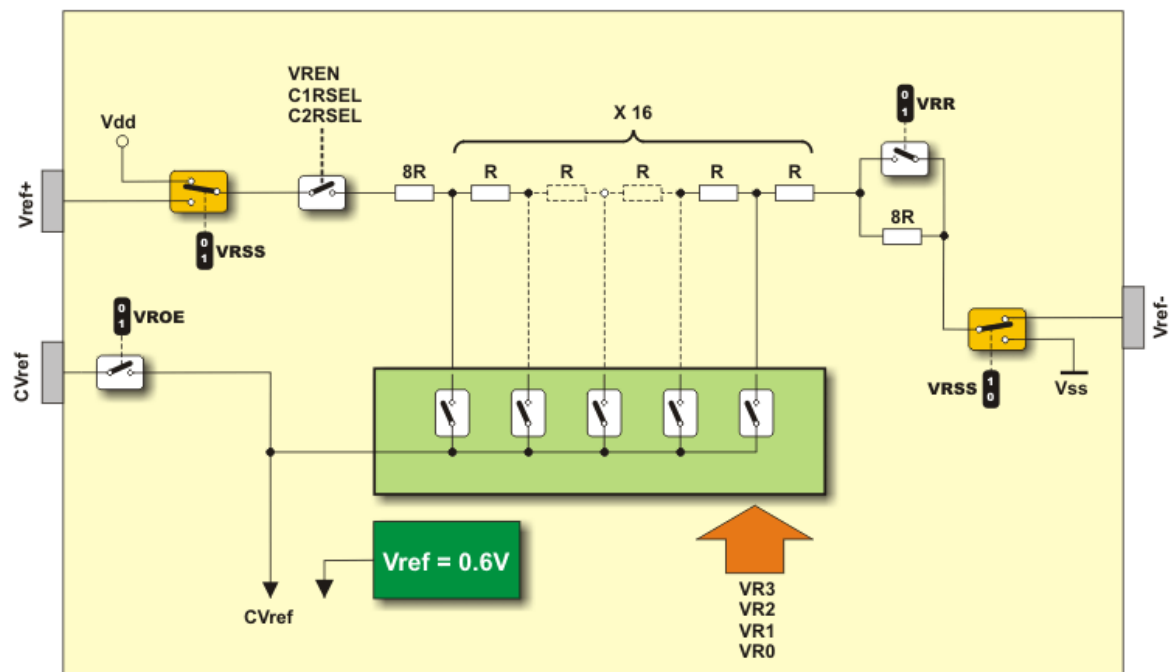 VREN
C1RSEL
C2RSEL
X 16
0
1
VRR
Vdd
8R
R
R
R
R
R
Vref+
0
1
VRSS
8R
0
1
VROE
Vref-
CVref
VRSS
1
0
Vss
Vref = 0.6V
CVref
VR3
VR2
VR1
VR0